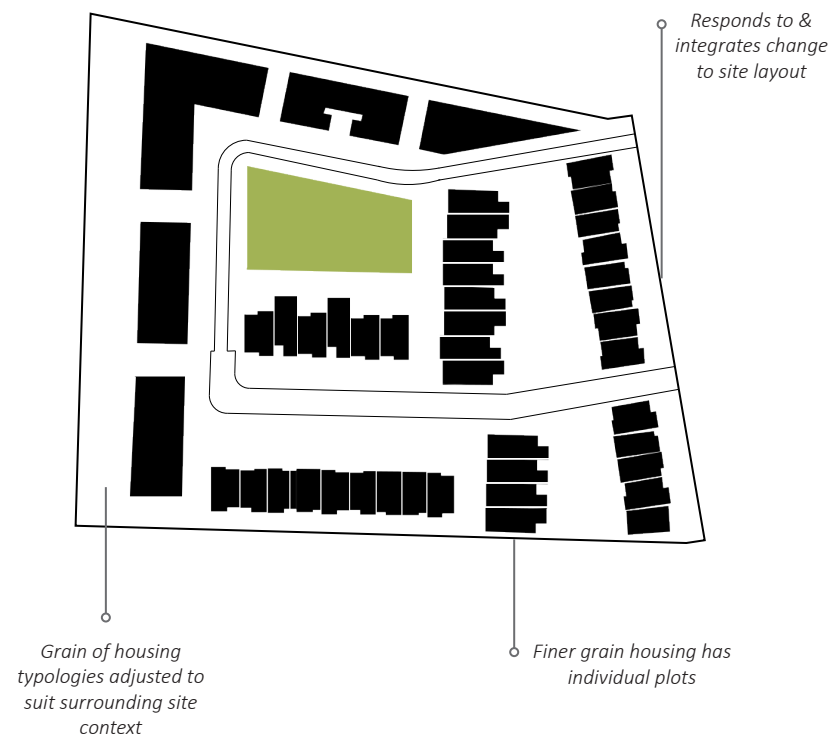 Responds to &
integrates change
to site layout
Grain of housing
typologies adjusted to
suit surrounding site
context
Finer grain housing has
individual plots